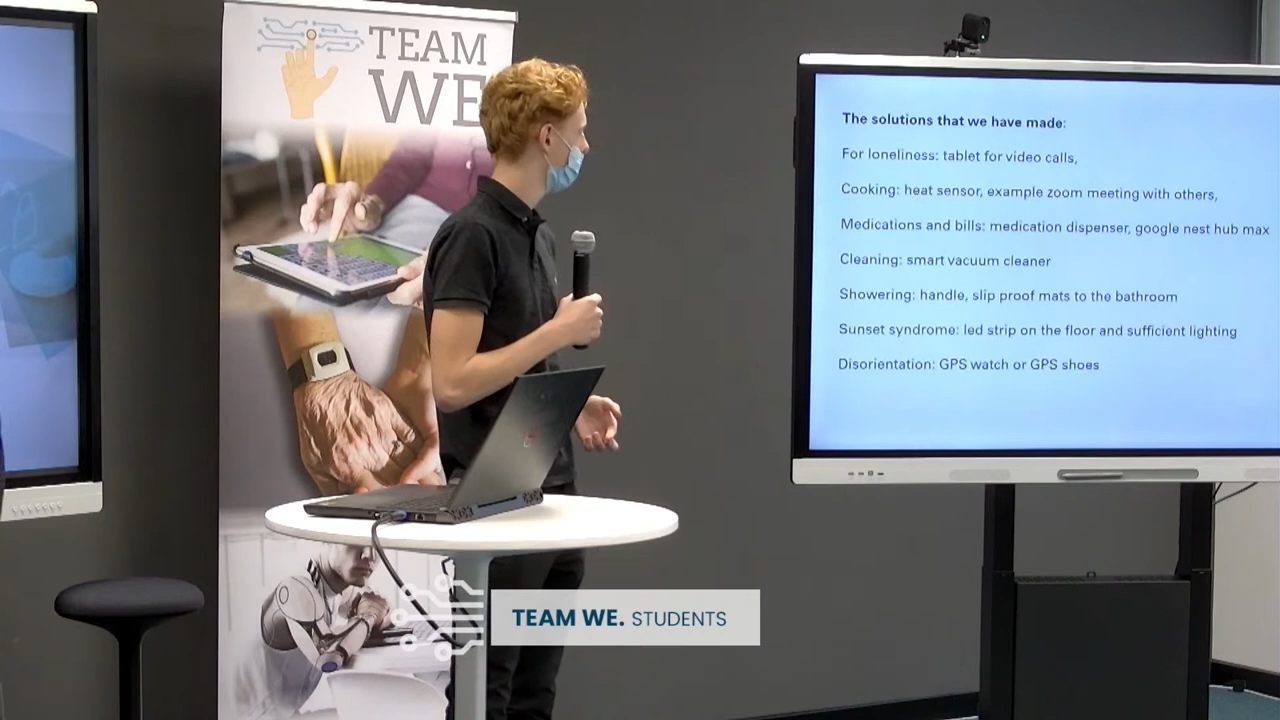 TEAM
WE
The solutions that we have made:
For loneliness: tablet for video calls,
Cooking: heat sensor, example zoom meeting with others,
Medications and bills: medication dispenser, google nest hub max
Cleaning: smart vacuum cleaner
Showering: handle, slip proof mats to the bathroom
Sunset syndrome: led strip on the floor and sufficient lighting
Disorientation: GPS watch or GPS shoes
TEAM WE. STUDENTS